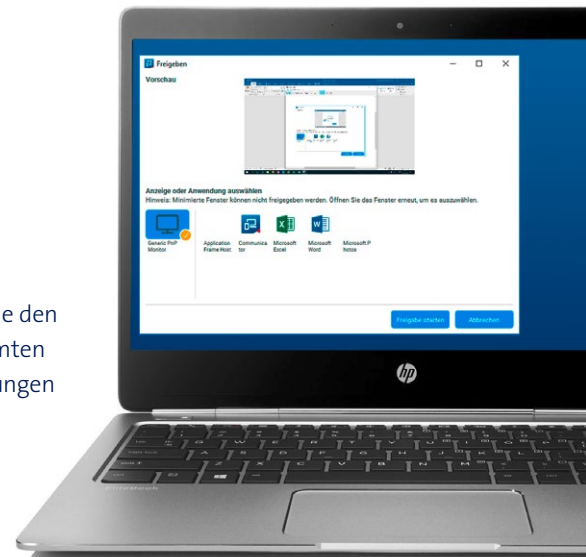 Freigeben
Vorschau
Anzeige oder Anwendung auswählen
Hinweis: Minimierte Fenster können nicht freigegeben werden. Öffnen Sie das Fenster erneut, um es auszuwählen.
Generic PnP
Monitor
Application
Frame Host
Communica
tor
Microsoft
Excel
Microsoft
Word
Microsoft.P
hotos
Freigabe starten
Abbrechen
e den
nten
ungen
hp
EliteBook